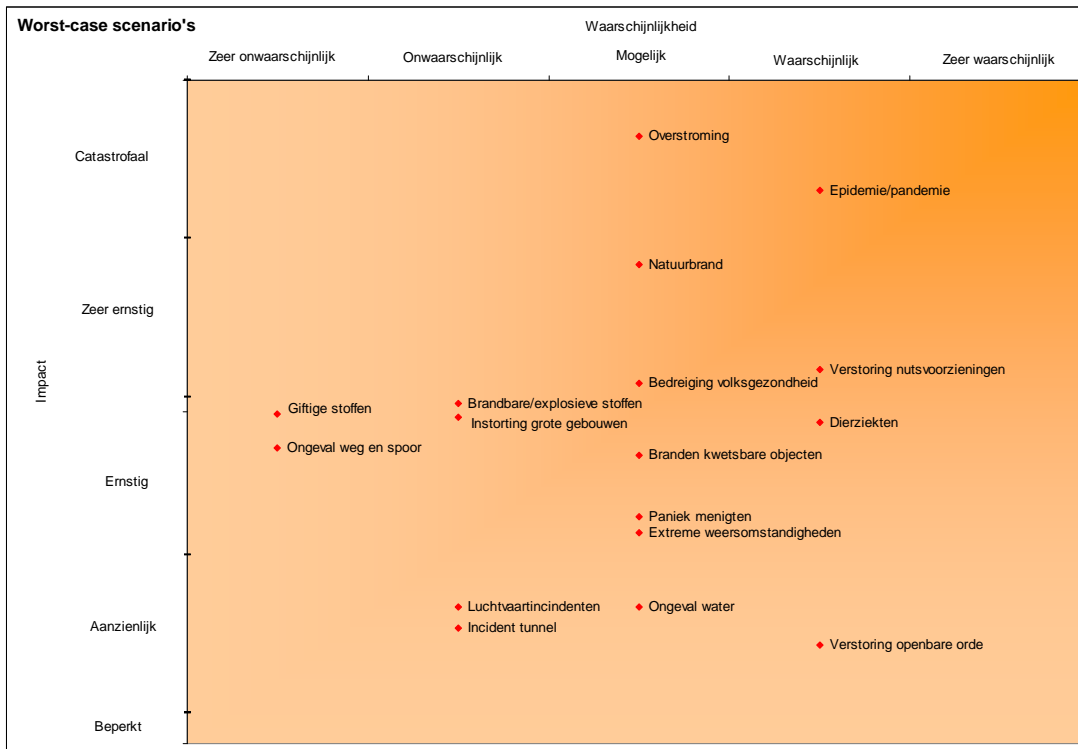 Worst-case scenario's
Waarschijnlijkheid
Zeer onwaarschijnlijk
Onwaarschijnlijk
Mogelijk
Waarschijnlijk
Zeer waarschijnlijk
Impact
Catastrofaal
Zeer ernstig
Ernstig
Aanzienlijk
Beperkt
Overstroming
Epidemie/pandemie
Natuurbrand
Verstoring nutsvoorzieningen
Bedreiging volksgezondheid
Brandbare/explosieve stoffen
Giftige stoffen
Instorting grote gebouwen
Dierziekten
Ongeval weg en spoor
Branden kwetsbare objecten
Paniek menigten
Extreme weersomstandigheden
Luchtvaartincidenten
Ongeval water
Incident tunnel
Verstoring openbare orde